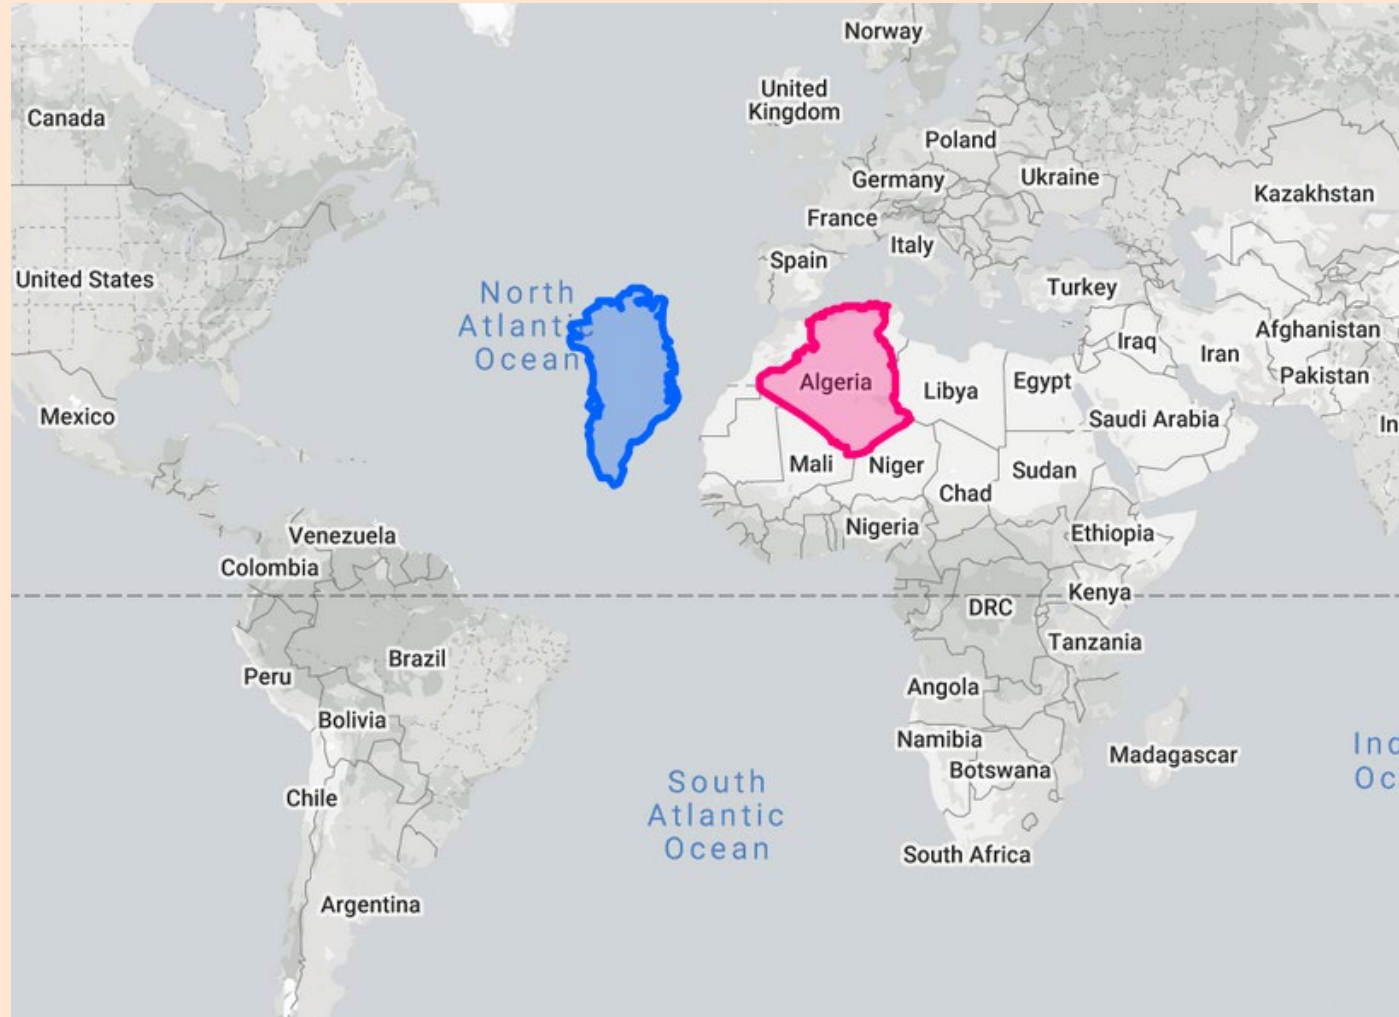 Norway
United
Kingdom
Canada
Poland
Germany
Ukraine
Kazakhstan
France
Italy
Spain
United States
Turkey
North
Atlantic
Ocean
Afghanistan
Iraq
Iran
Pakistan
Algeria
Libya
Egypt
Saudi Arabia
Mexico
In
Mali
Niger
Sudan
Chad
Nigeria
Ethiopia
Venezuela
Colombia
Kenya
DRC
Tanzania
Brazil
Peru
Angola
Bolivia
Namibia
Madagascar
Ind
Oc
Botswana
South
Atlantic
Ocean
Chile
South Africa
Argentina